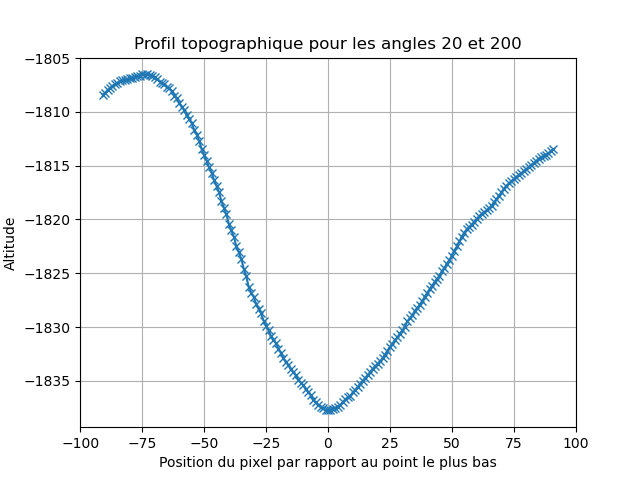 Profil topographique pour les angles 20 et 200
−1805
−1810
−1815
−1820
−1825
−1830
−1835
Altitude
−100 −75 −50 −25 0 25 50 75 100
Position du pixel par rapport au point le plus bas